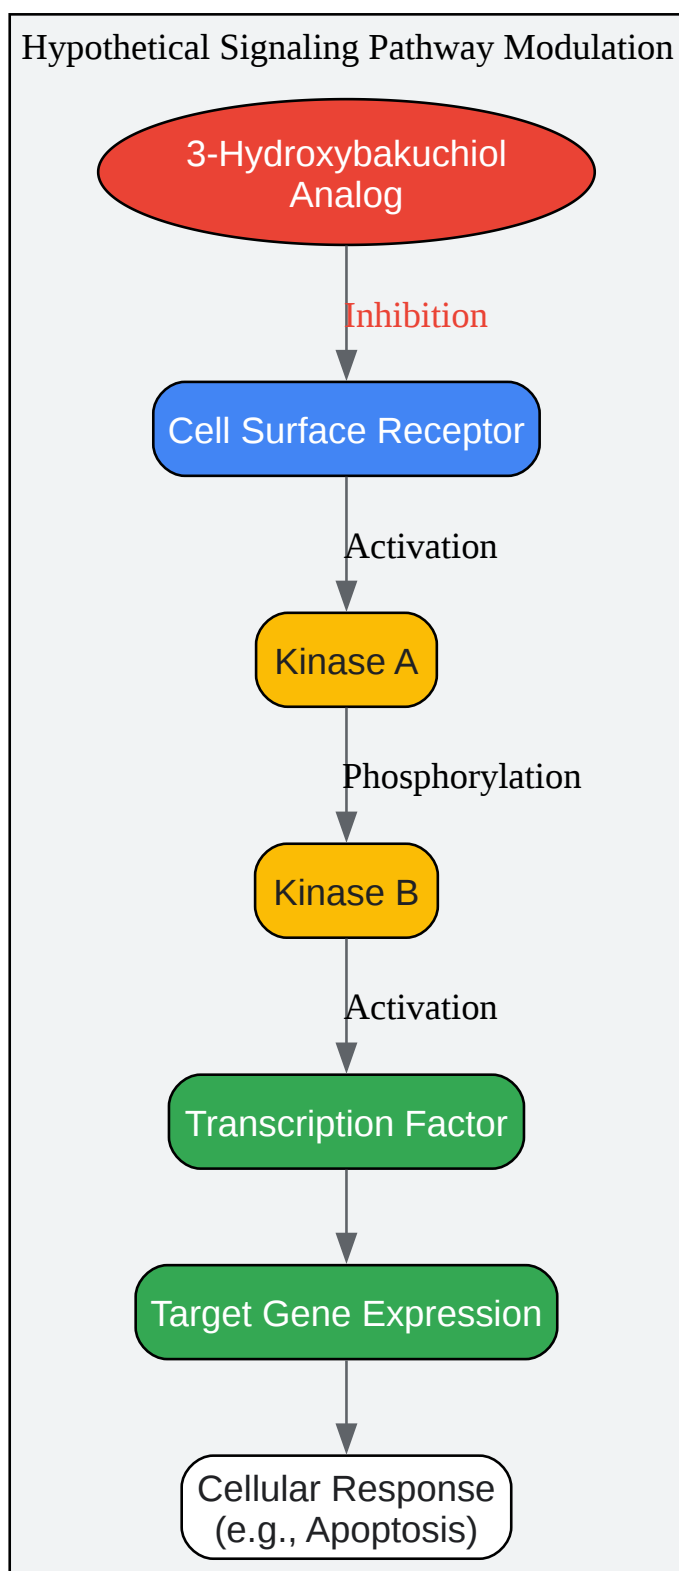 Hypothetical Signaling Pathway Modulation
3-Hydroxybakuchiol
Analog
Inhibition
Cell Surface Receptor
Activation
Kinase A
Phosphorylation
Kinase B
Activation
Transcription Factor
Target Gene Expression
Cellular Response
(e.g., Apoptosis)